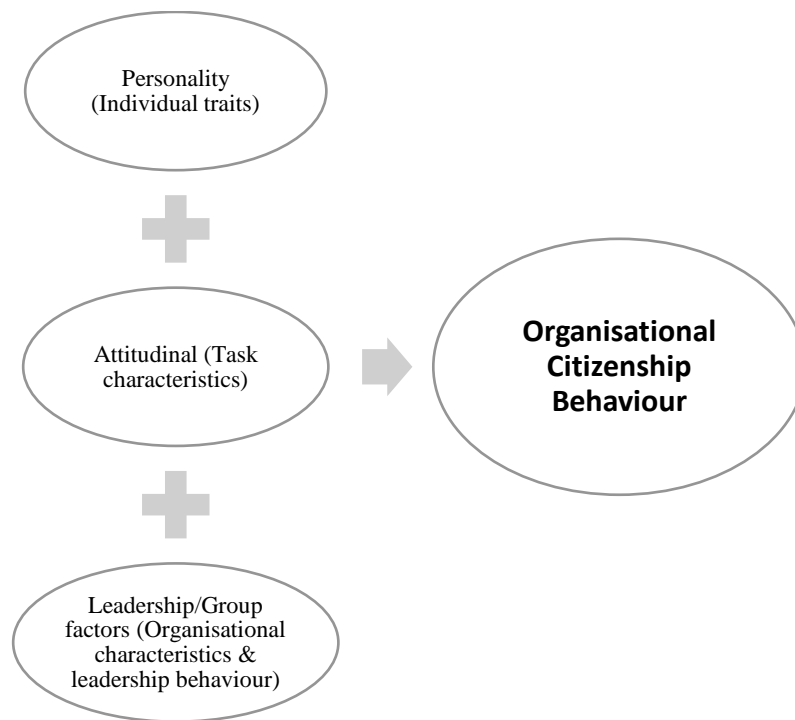 Personality
(Individual traits)
Attitudinal (Task
characteristics)
Organisational
Citizenship
Behaviour
Leadership/Group
factors (Organisational
characteristics &
leadership behaviour)